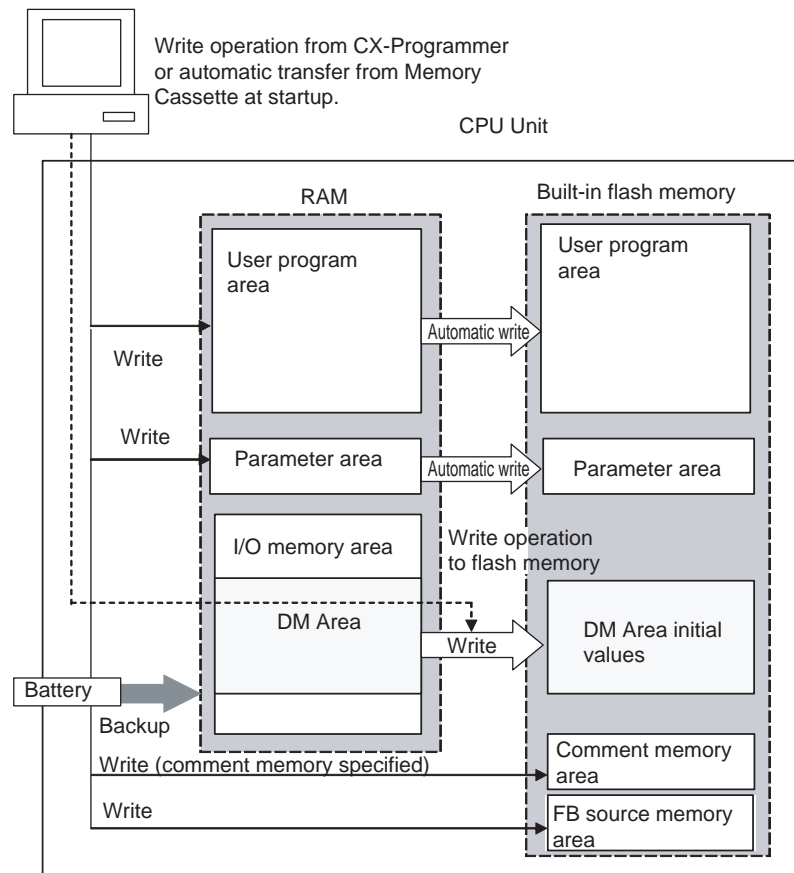 Write operation from CX-Programmer
or automatic transfer from Memory
Cassette at startup.
CPU Unit
RAM
Built-in flash memory
User program
area
User program
area
Automatic write
Write
Write
Parameter area
Automatic write
Parameter area
I/O memory area
Write operation
to flash memory
DM Area
Write
DM Area initial
values
Battery
Backup
Comment memory
area
Write (comment memory specified)
Write
FB source memory
area